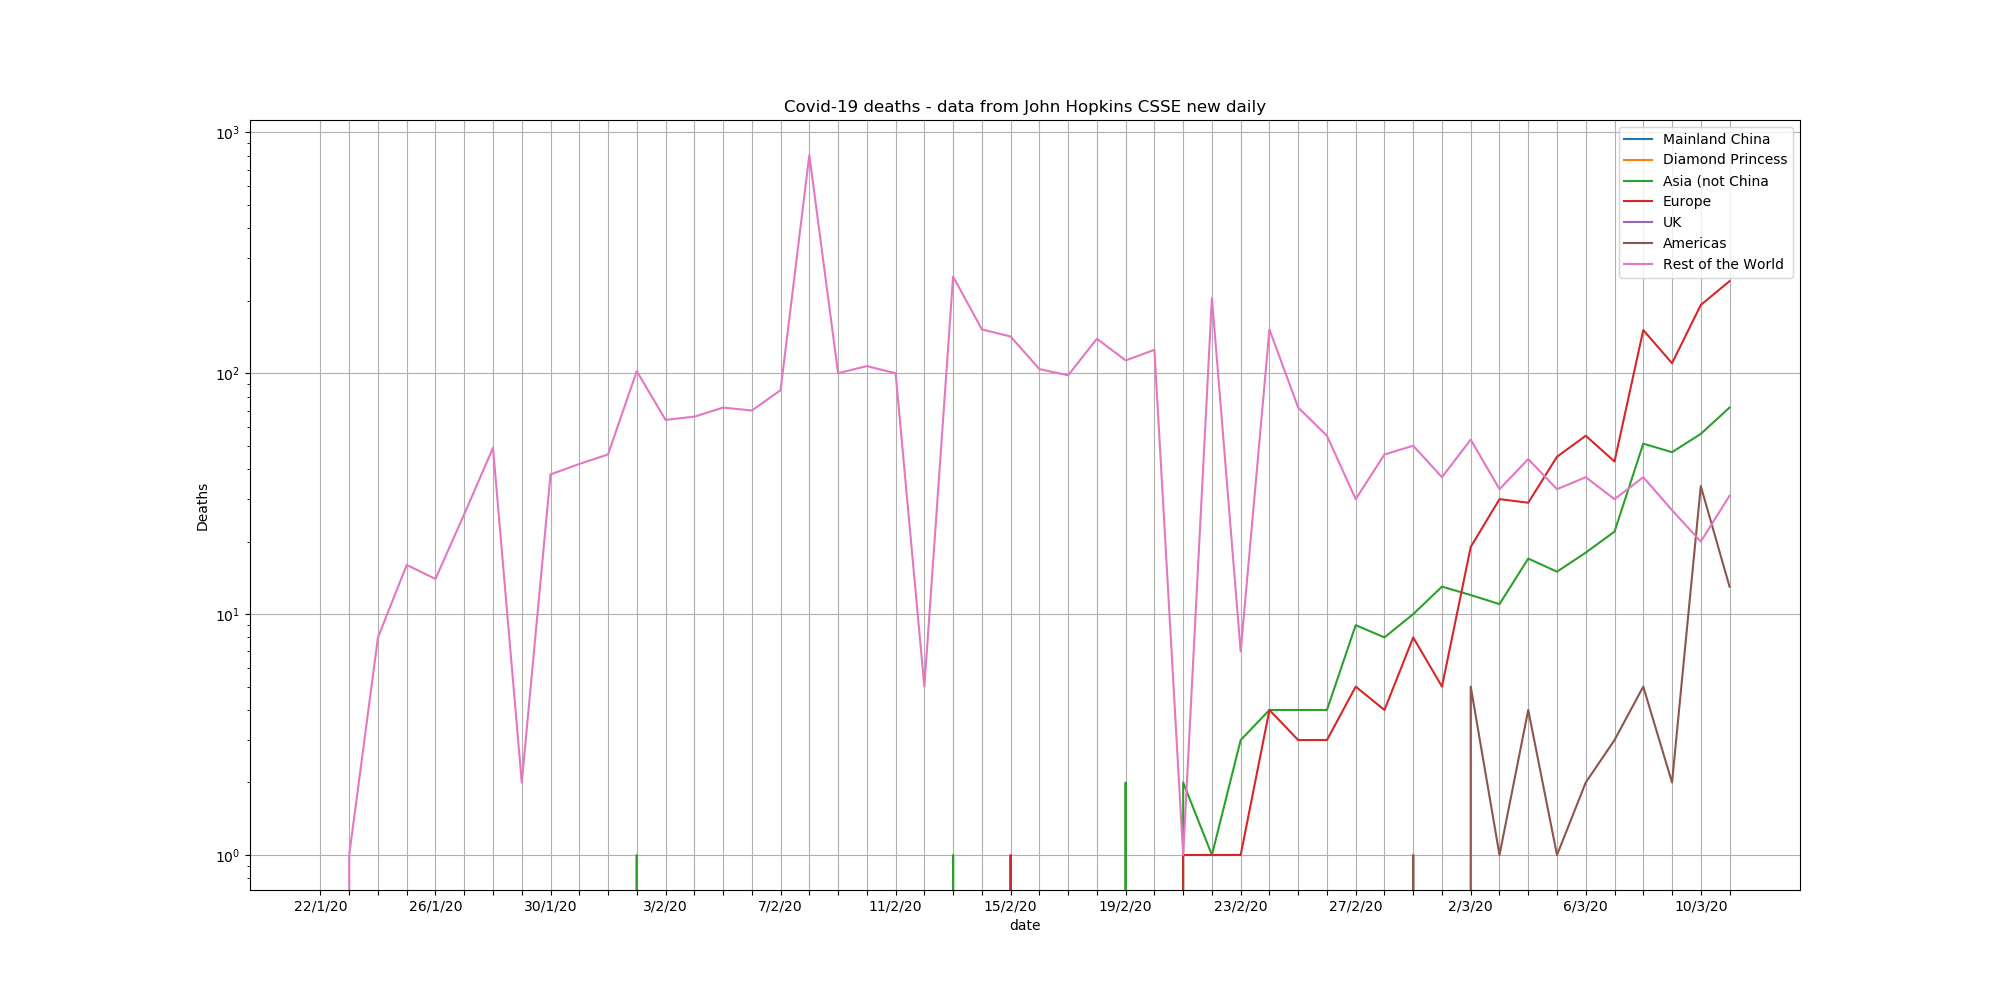 Covid-19 deaths - data from John Hopkins CSSE new daily
10³
10²
10¹
10⁰
Deaths
Mainland China
Diamond Princess
Asia (not China
Europe
UK
Americas
Rest of the World
22/1/20 26/1/20 30/1/20 3/2/20 7/2/20 11/2/20 15/2/20 19/2/20 23/2/20 27/2/20 2/3/20 6/3/20 10/3/20
date